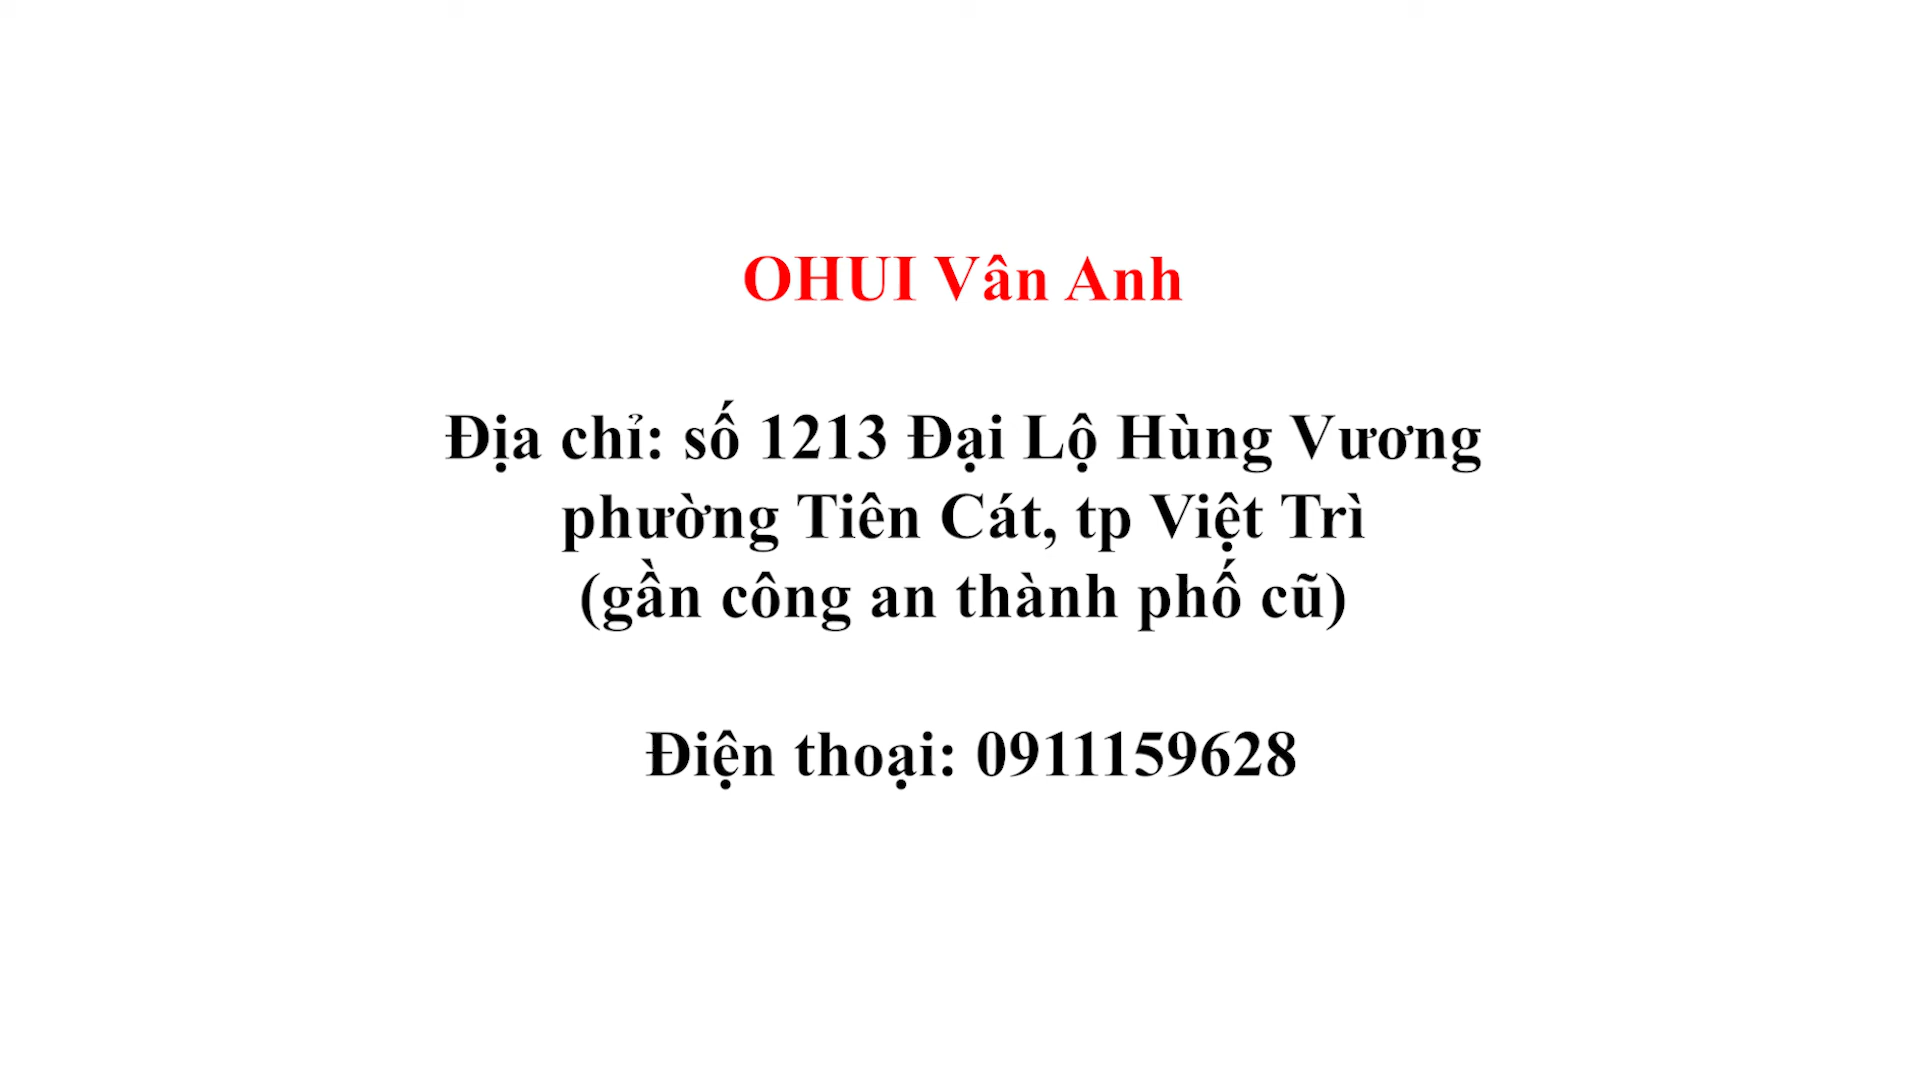 OHUI Vân Anh
Địa chỉ: số 1213 Đại Lộ Hùng Vương
phường Tiên Cát, tp Việt Trì
(gần công an thành phố cũ)
Điện thoại: 0911159628